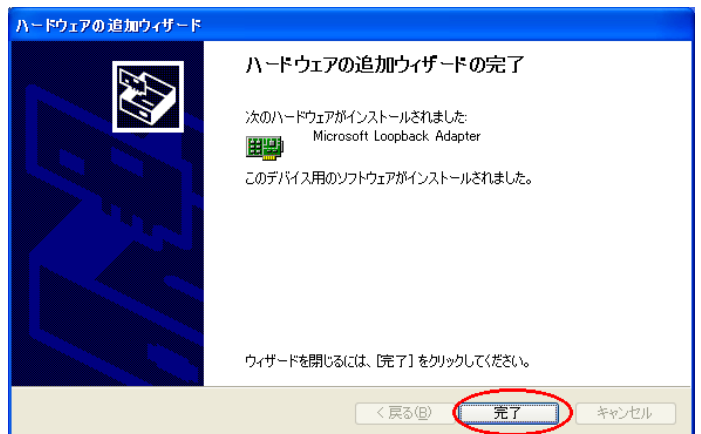 ハードウェアの追加ウィザード
ハードウェアの追加ウィザードの完了
次のハードウェアがインストールされました:
Microsoft Loopback Adapter
このデバイス用のソフトウェアがインストールされました。
ウィザードを閉じるには、[完了] をクリックしてください。
< 戻る(B)
完了
キャンセル